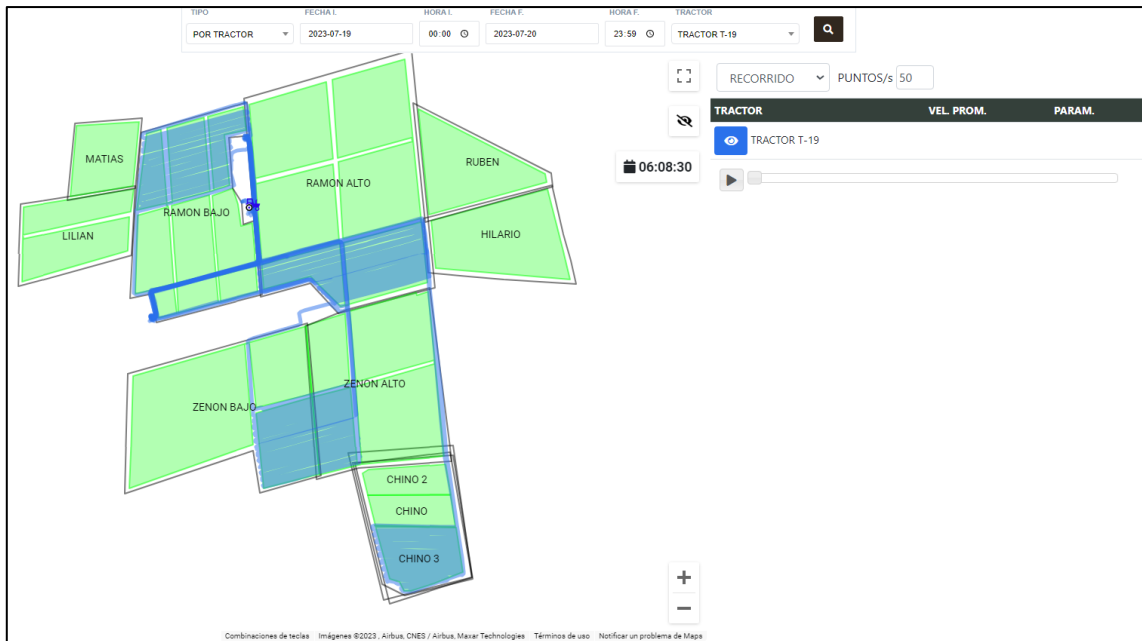 TIPO FECHA I. HORA I. FECHA F. HORA F. TRACTOR
POR TRACTOR 2023-07-19 00:00 2023-07-20 23:59 TRACTOR T-19
RECORRIDO PUNTOS/s 50
TRACTOR VEL. PROM. PARAM.
TRACTOR T-19
06:08:30
MATIAS
RUBEN
RAMON ALTO
RAMON BAJO
LILIAN
HILARIO
ZENON ALTO
ZENON BAJO
CHINO 2
CHINO
CHINO 3
Combinaciones de teclas Imágenes ©2023 , Airbus, CNES / Airbus, Maxar Technologies Términos de uso Notificar un problema de Maps